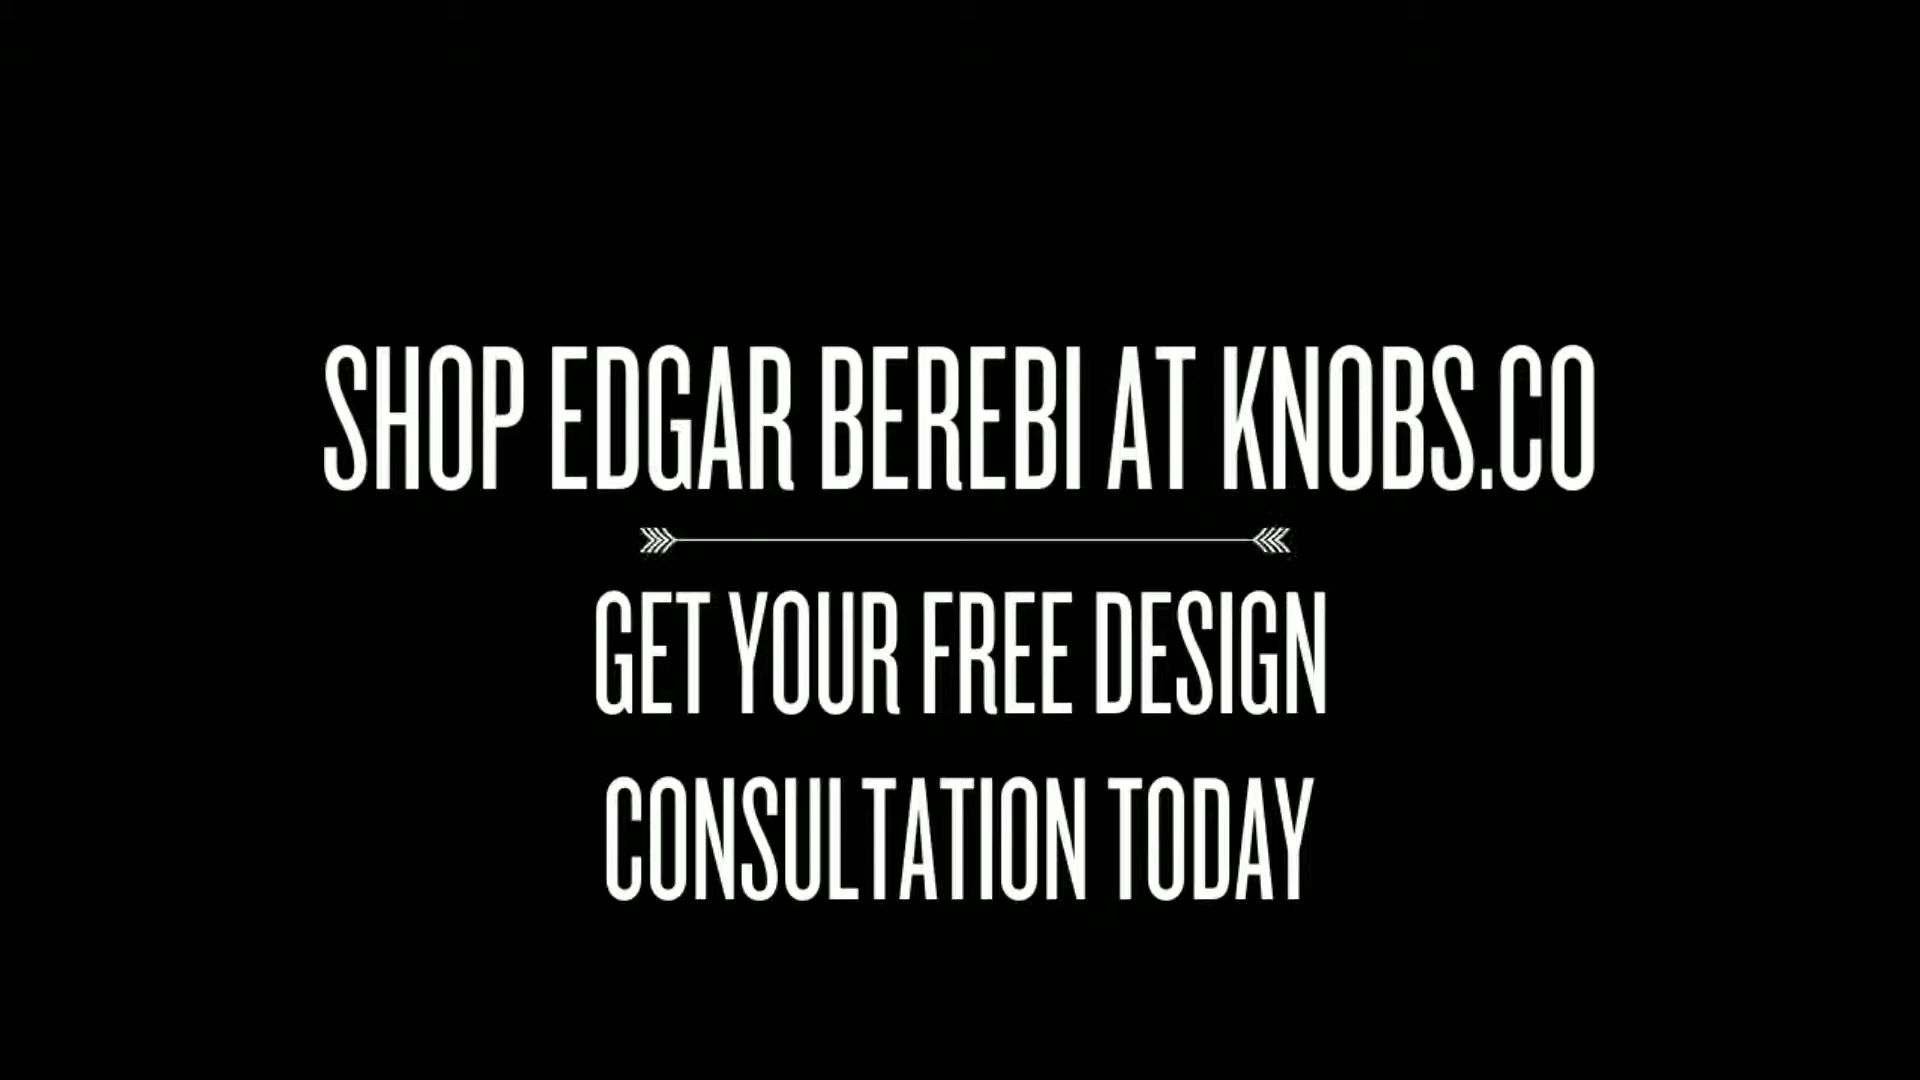 SHOP EDGAR BEREBI AT KNOBS.CO
GET YOUR FREE DESIGN
CONSULTATION TODAY